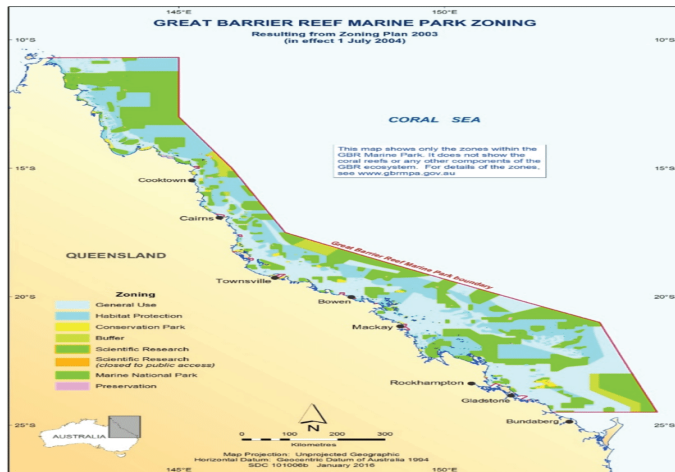 145°E 150°E
GREAT BARRIER REEF MARINE PARK ZONING
Resulting from Zoning Plan 2003
(in effect 1 July 2004)
10°S 10°S
CORAL SEA
This map shows only the zones within the
GBR Marine Park. It does not show the
coral reefs or any other components of the
GBR ecosystem. For details of the zones,
see www.gbrmpa.gov.au
15°S 15°S
Cooktown
Cairns
Great Barrier Reef Marine Park boundary
QUEENSLAND
Townsville
Bowen
Zoning
General Use
Habitat Protection
Conservation Park
Buffer
Scientific Research
Scientific Research
(closed to public access)
Marine National Park
Preservation
20°S 20°S
Mackay
Rockhampton
Gladstone
Bundaberg
AUSTRALIA
N
0 100 200 300
Kilometres
25°S 25°S
Map Projection: Unprojected Geographic
Horizontal Datum: Geocentric Datum of Australia 1994
SDC 101006b January 2016
145°E 150°E